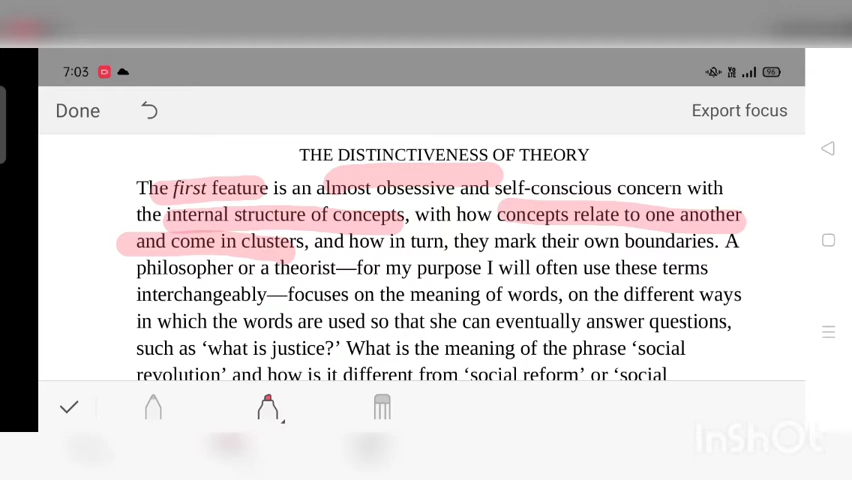 7:03
96
Done
Export focus
THE DISTINCTIVENESS OF THEORY
The first feature is an almost obsessive and self-conscious concern with
the internal structure of concepts, with how concepts relate to one another
and come in clusters, and how in turn, they mark their own boundaries. A
philosopher or a theorist—for my purpose I will often use these terms
interchangeably—focuses on the meaning of words, on the different ways
in which the words are used so that she can eventually answer questions,
such as ‘what is justice?’ What is the meaning of the phrase ‘social
revolution’ and how is it different from ‘social reform’ or ‘social
InShOt